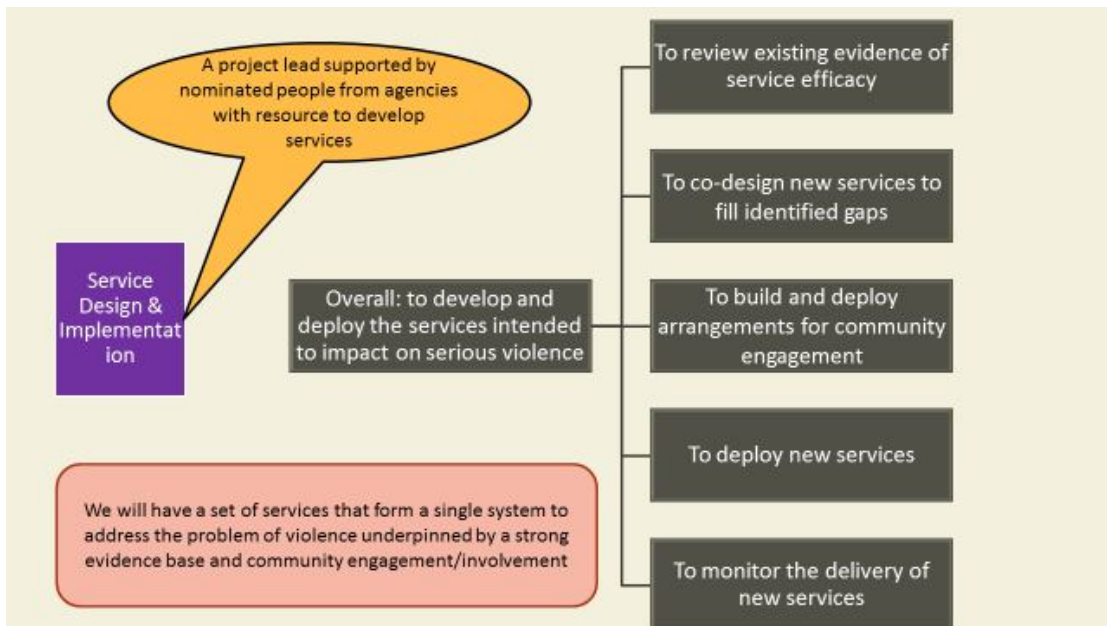 A project lead supported by
nominated people from agencies
with resource to develop
services
Service
Design &
Implementat
ion
Overall: to develop and
deploy the services intended
to impact on serious violence
To review existing evidence of
service efficacy
To co-design new services to
fill identified gaps
To build and deploy
arrangements for community
engagement
To deploy new services
To monitor the delivery of
new services
We will have a set of services that form a single system to
address the problem of violence underpinned by a strong
evidence base and community engagement/involvement